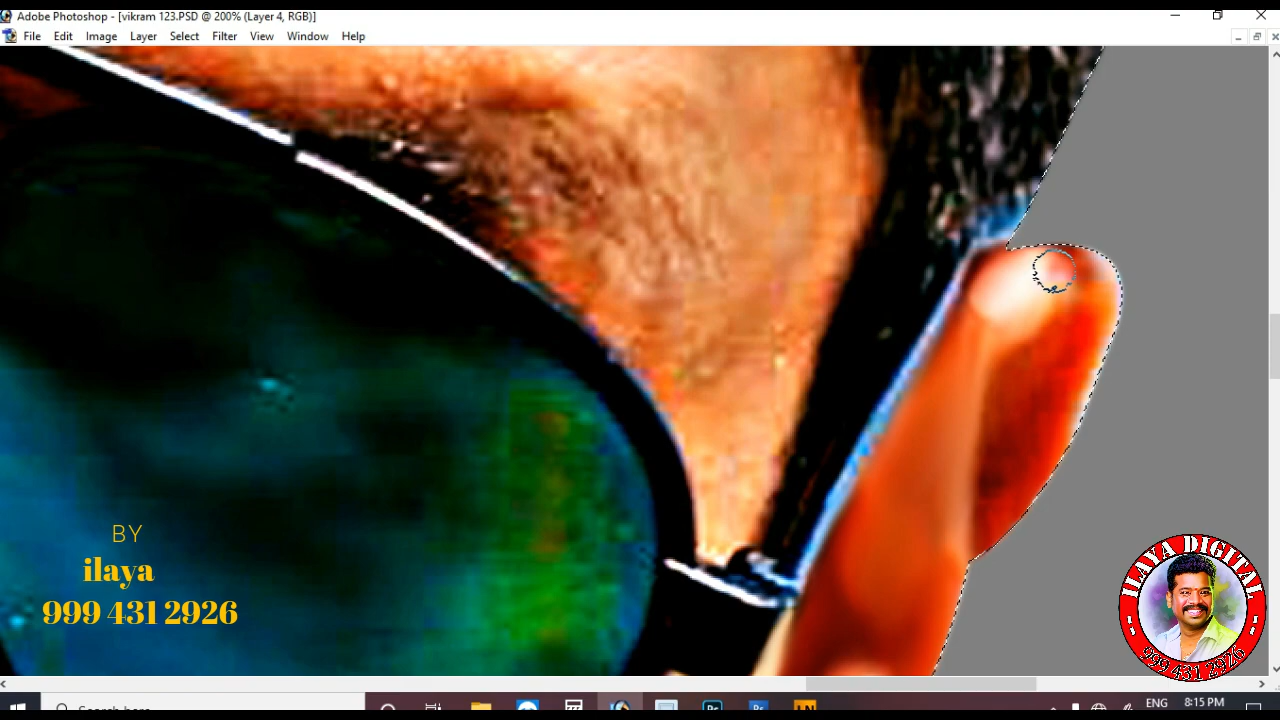 Adobe Photoshop - [vikram 123.PSD @ 200% (Layer 4, RGB)]
File Edit Image Layer Select Filter View Window Help
BY
ilaya
999 431 2926
ILAYA DIGITAL
999 431 2926
ENG 8:15 PM